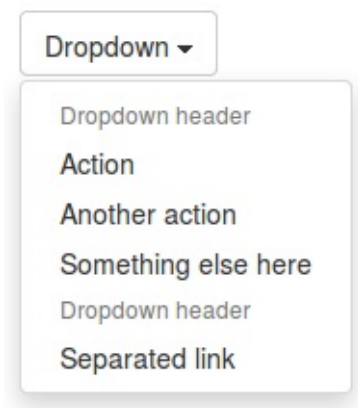 Dropdown
Dropdown header
Action
Another action
Something else here
Dropdown header
Separated link